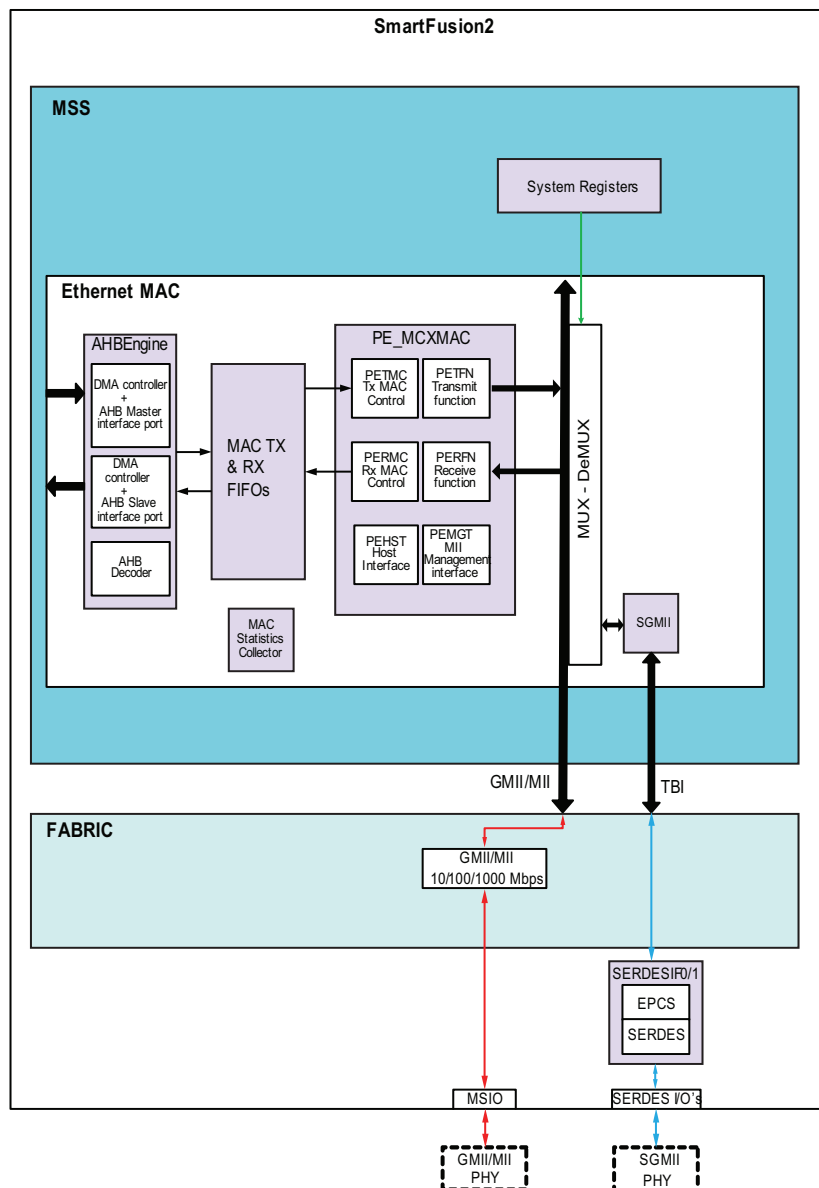 SmartFusion2
MSS
System Registers
Ethernet MAC
AHBEngine
DMA controller
+
AHB Master
interface port
DMA
controller
+
AHB Slave
interface port
AHB
Decoder
MAC TX
& RX
FIFOs
MAC
Statistics
Collector
PE_MCXMAC
PETMC
Tx MAC
Control
PETFN
Transmit
function
PERMC
Rx MAC
Control
PERFN
Receive
function
PEHST
Host
Interface
PEMGT
MII
Management
interface
MUX - DeMUX
SGMII
GMII/MII
TBI
FABRIC
GMII/MII
10/100/1000 Mbps
SERDESIF0/1
EPCS
SERDES
MSIO
SERDES I/O's
GMII/MII
PHY
SGMII
PHY